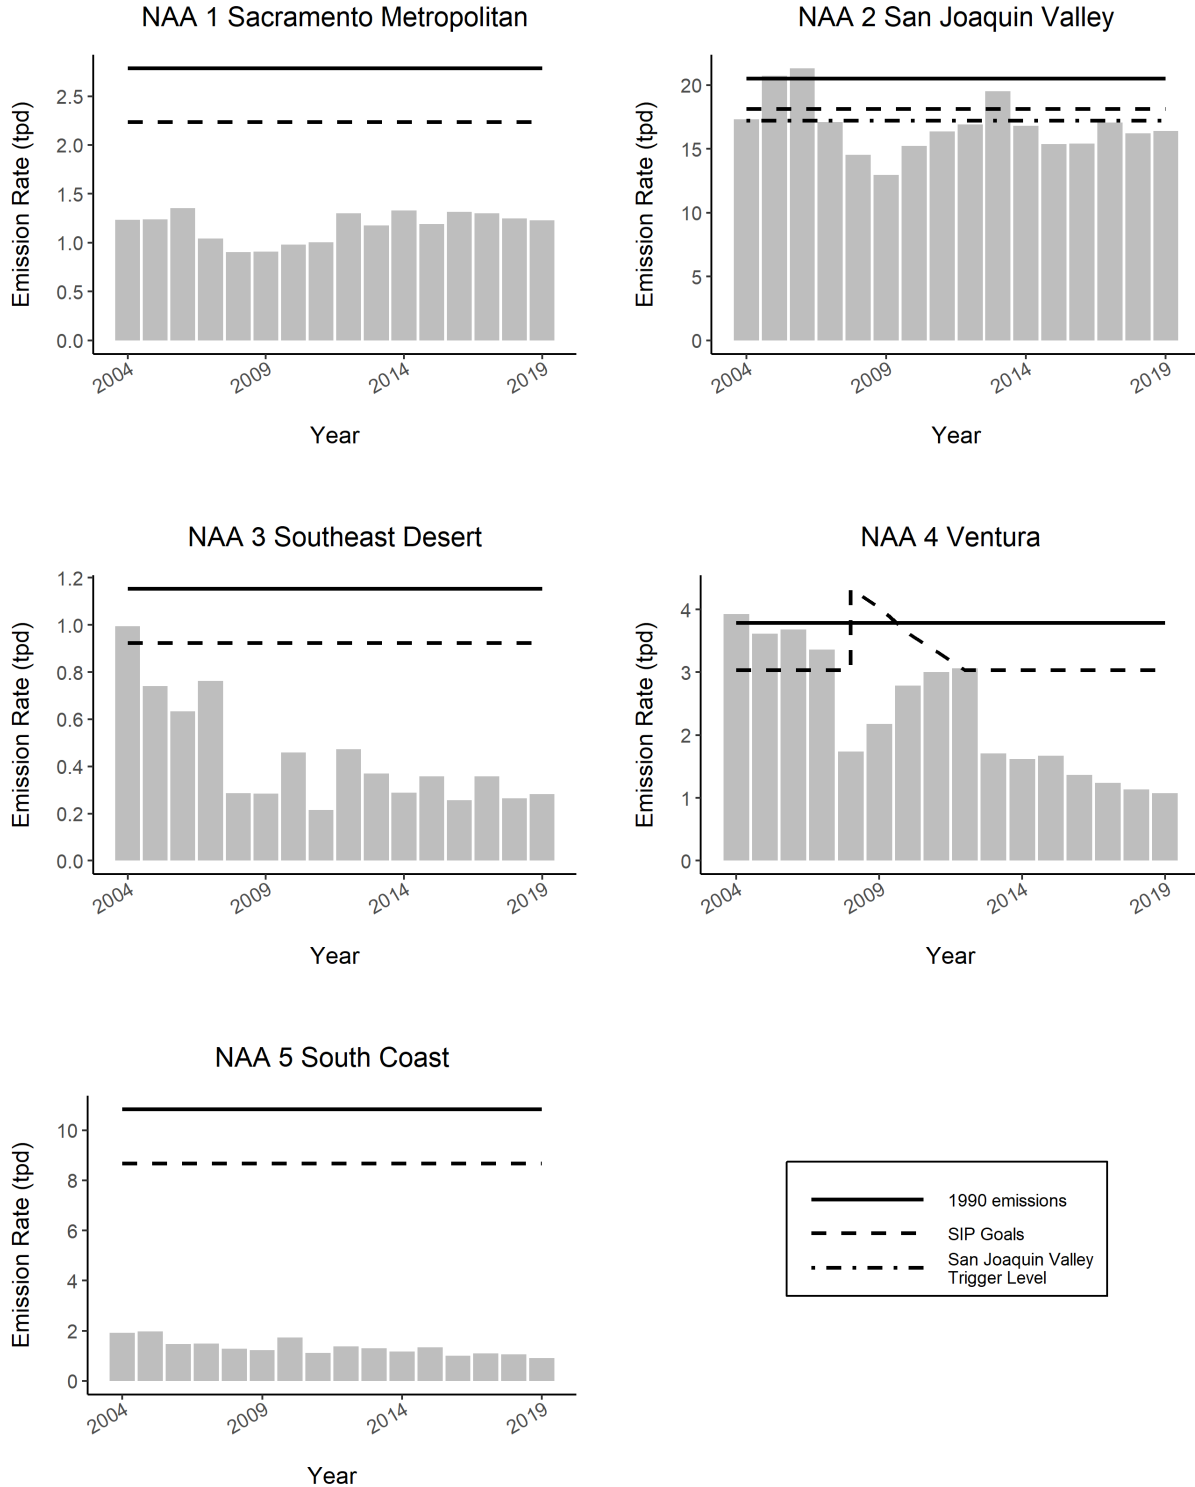 NAA 1 Sacramento Metropolitan
Emission Rate (tpd)
2.5
2.0
1.5
1.0
0.5
0.0
2004 2009 2014 2019
Year
NAA 2 San Joaquin Valley
Emission Rate (tpd)
20
15
10
5
0
2004 2009 2014 2019
Year
NAA 3 Southeast Desert
Emission Rate (tpd)
1.2
1.0
0.8
0.6
0.4
0.2
0.0
2004 2009 2014 2019
Year
NAA 4 Ventura
Emission Rate (tpd)
4
3
2
1
0
2004 2009 2014 2019
Year
NAA 5 South Coast
Emission Rate (tpd)
10
8
6
4
2
0
2004 2009 2014 2019
Year
1990 emissions
SIP Goals
San Joaquin Valley
Trigger Level